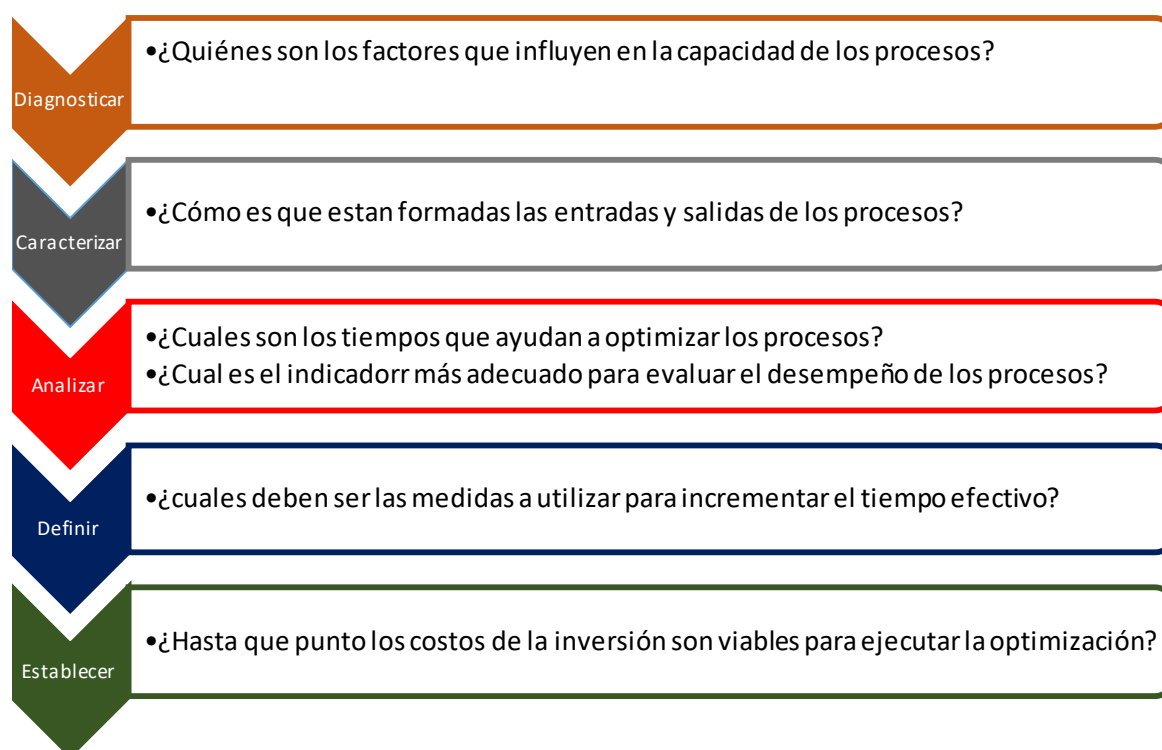 Diagnosticar
•¿Quiénes son los factores que influyen en la capacidad de los procesos?
Caracterizar
•¿Cómo es que estan formadas las entradas y salidas de los procesos?
Analizar
•¿Cuales son los tiempos que ayudan a optimizar los procesos?
•¿Cual es el indicadorr más adecuado para evaluar el desempeño de los procesos?
Definir
•¿cuales deben ser las medidas a utilizar para incrementar el tiempo efectivo?
Establecer
•¿Hasta que punto los costos de la inversión son viables para ejecutar la optimización?